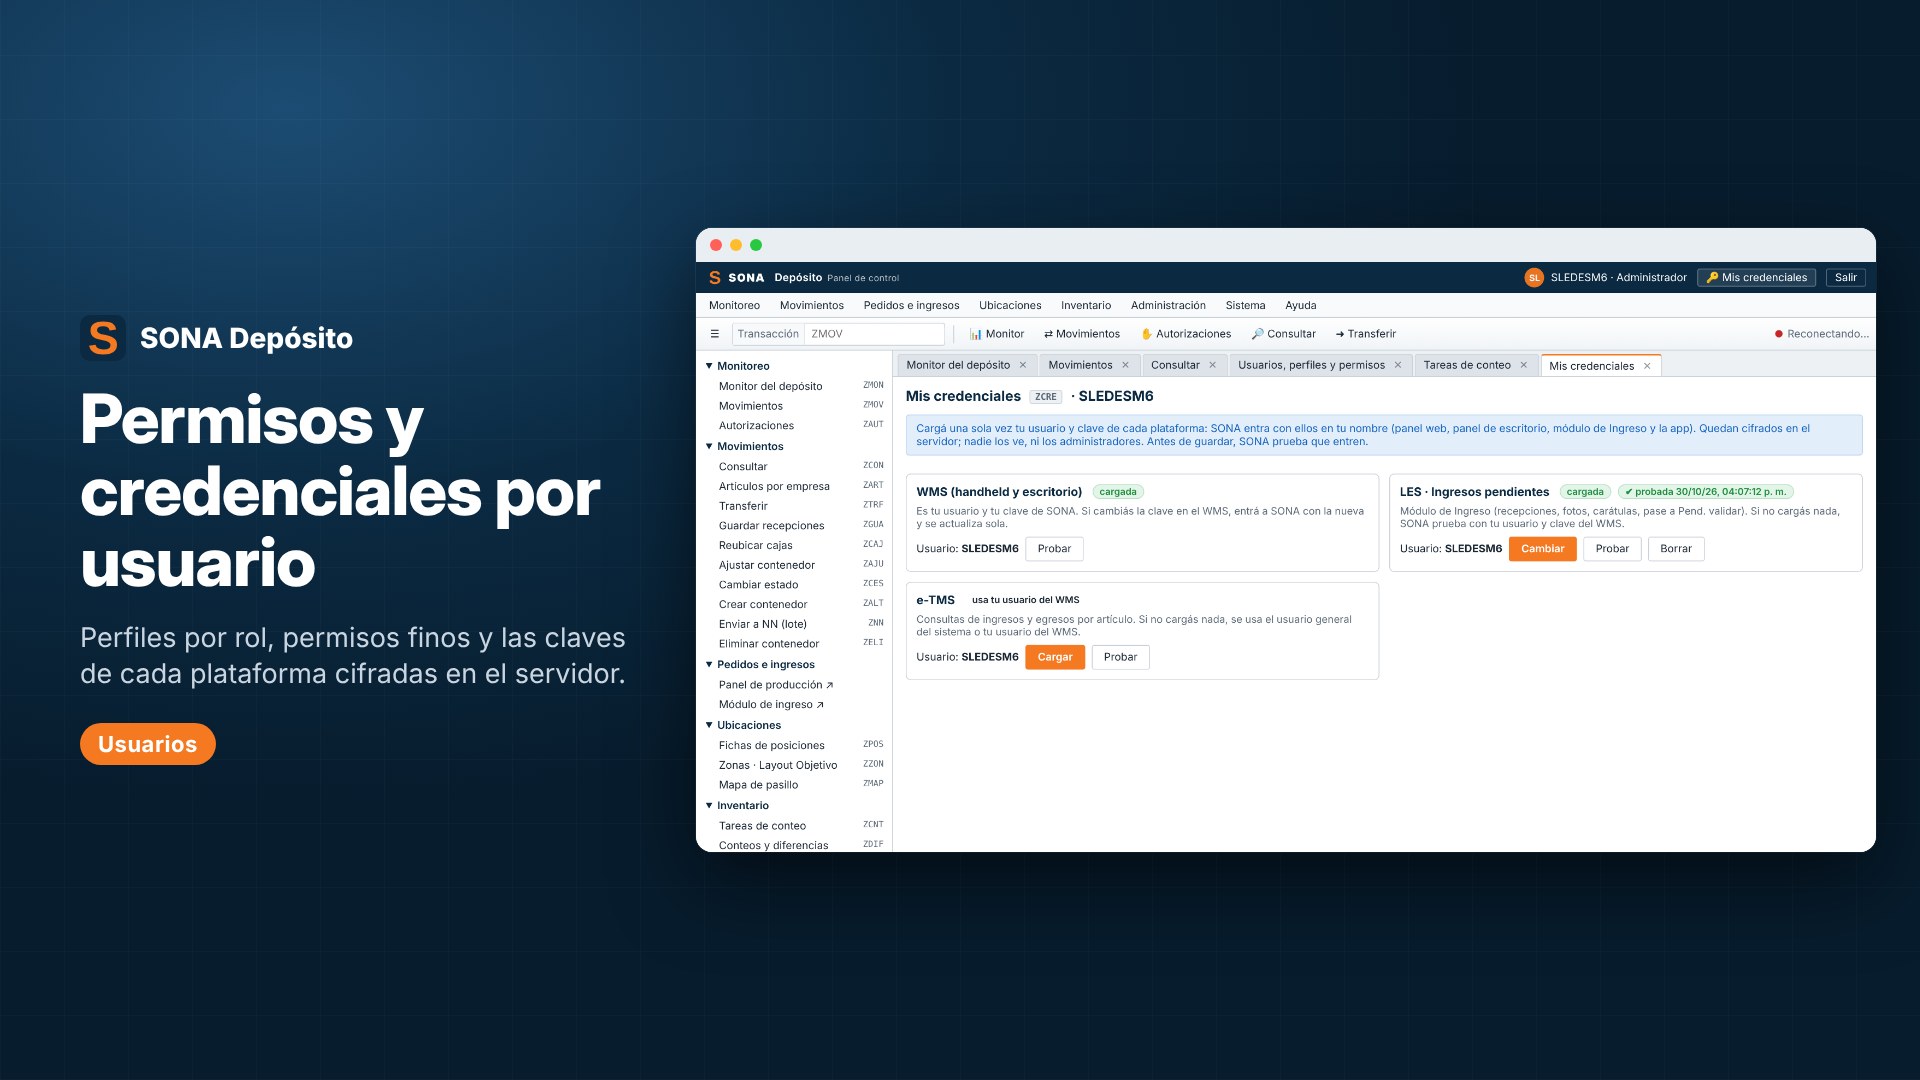 S SONA Depósito
Permisos y
credenciales por
usuario
Perfiles por rol, permisos finos y las claves
de cada plataforma cifradas en el servidor.
Usuarios
S SONA Depósito Panel de control
SL SLEDESM6 · Administrador 🔑 Mis credenciales Salir
Monitoreo Movimientos Pedidos e ingresos Ubicaciones Inventario Administración Sistema Ayuda
☰ Transacción ZMOV 📊 Monitor ⇄ Movimientos ✋ Autorizaciones 🔎 Consultar ➜ Transferir ● Reconectando...
▼ Monitoreo
Monitor del depósito ZMON
Movimientos ZMOV
Autorizaciones ZAUT
▼ Movimientos
Consultar ZCON
Artículos por empresa ZART
Transferir ZTRF
Guardar recepciones ZGUA
Reubicar cajas ZCAJ
Ajustar contenedor ZAJU
Cambiar estado ZCES
Crear contenedor ZALT
Enviar a NN (lote) ZNN
Eliminar contenedor ZELI
▼ Pedidos e ingresos
Panel de producción ↗
Módulo de ingreso ↗
▼ Ubicaciones
Fichas de posiciones ZPOS
Zonas · Layout Objetivo ZZON
Mapa de pasillo ZMAP
▼ Inventario
Tareas de conteo ZCNT
Conteos y diferencias ZDIF
Monitor del depósito ✕ Movimientos ✕ Consultar ✕ Usuarios, perfiles y permisos ✕ Tareas de conteo ✕ Mis credenciales ✕
Mis credenciales ZCRE · SLEDESM6
Cargá una sola vez tu usuario y clave de cada plataforma: SONA entra con ellos en tu nombre (panel web, panel de escritorio, módulo de Ingreso y la app). Quedan cifrados en el
servidor; nadie los ve, ni los administradores. Antes de guardar, SONA prueba que entren.
WMS (handheld y escritorio) cargada
Es tu usuario y tu clave de SONA. Si cambiás la clave en el WMS, entrá a SONA con la nueva
y se actualiza sola.
Usuario: SLEDESM6 Probar
LES · Ingresos pendientes cargada ✔ probada 30/10/26, 04:07:12 p. m.
Módulo de Ingreso (recepciones, fotos, carátulas, pase a Pend. validar). Si no cargás nada,
SONA prueba con tu usuario y clave del WMS.
Usuario: SLEDESM6 Cambiar Probar Borrar
e-TMS usa tu usuario del WMS
Consultas de ingresos y egresos por artículo. Si no cargás nada, se usa el usuario general
del sistema o tu usuario del WMS.
Usuario: SLEDESM6 Cargar Probar